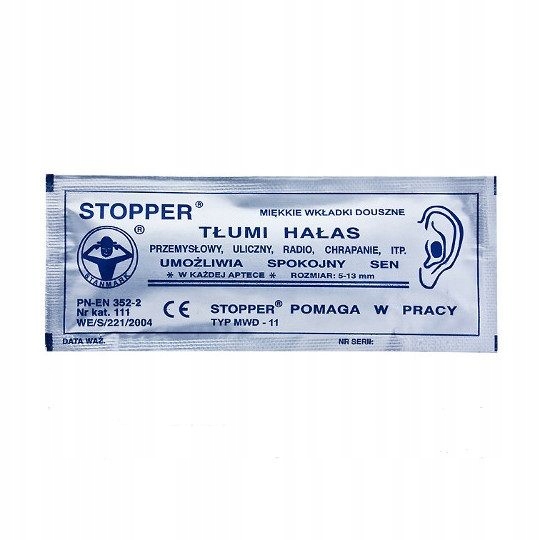 STOPPER®
MIĘKKIE WKŁADKI DOUSZNE
TŁUMI HAŁAS
PRZEMYSŁOWY, ULICZNY, RADIO, CHRAPANIE, ITP.
UMOŻLIWIA SPOKOJNY SEN
* W KAŻDEJ APTECE * ROZMIAR: 5-13 mm
®
STANMARK
PN-EN 352-2
Nr kat. 111
WE/S/221/2004
CE
STOPPER® POMAGA W PRACY
TYP MWD - 11
DATA WAŻ.
NR SERII: